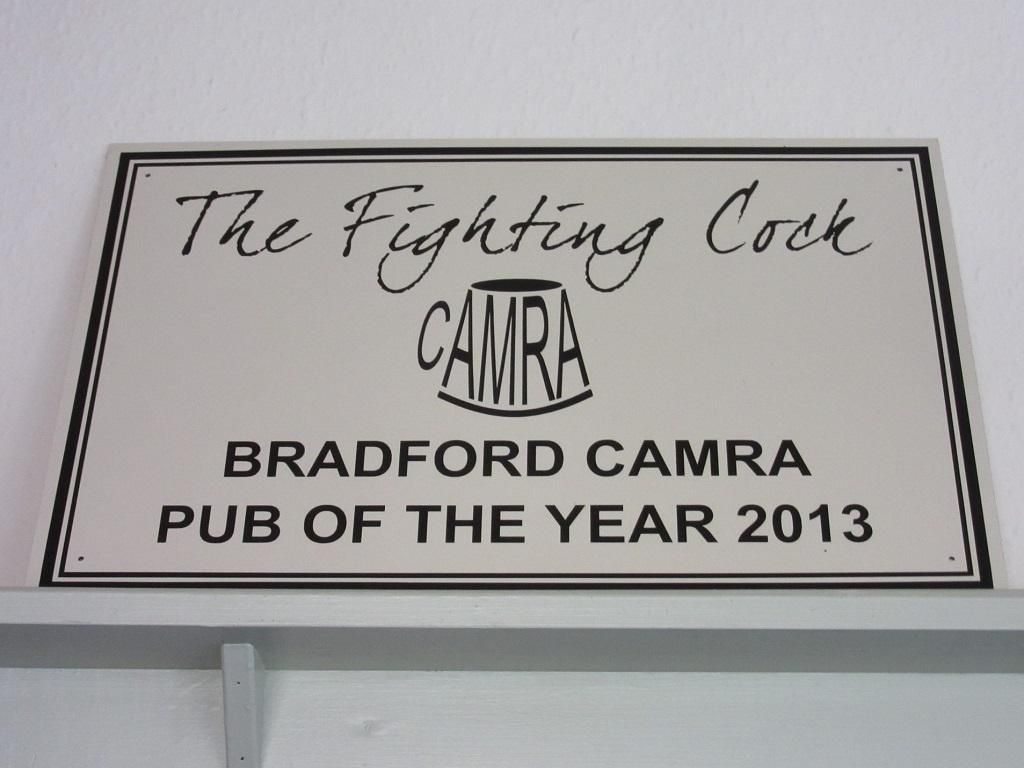 The Fighting Cock
CAMRA
BRADFORD CAMRA
PUB OF THE YEAR 2013